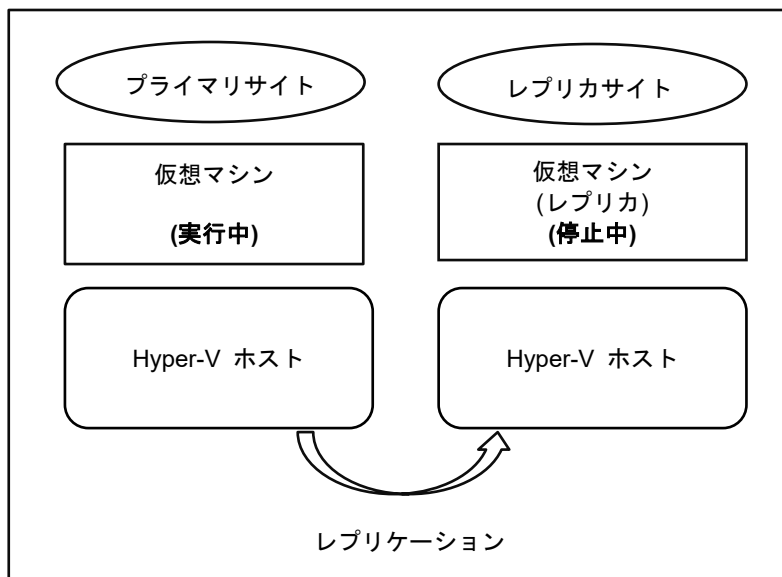 プライマリサイト
レプリカサイト
仮想マシン
(実行中)
仮想マシン
(レプリカ)
(停止中)
Hyper-V ホスト
Hyper-V ホスト
レプリケーション